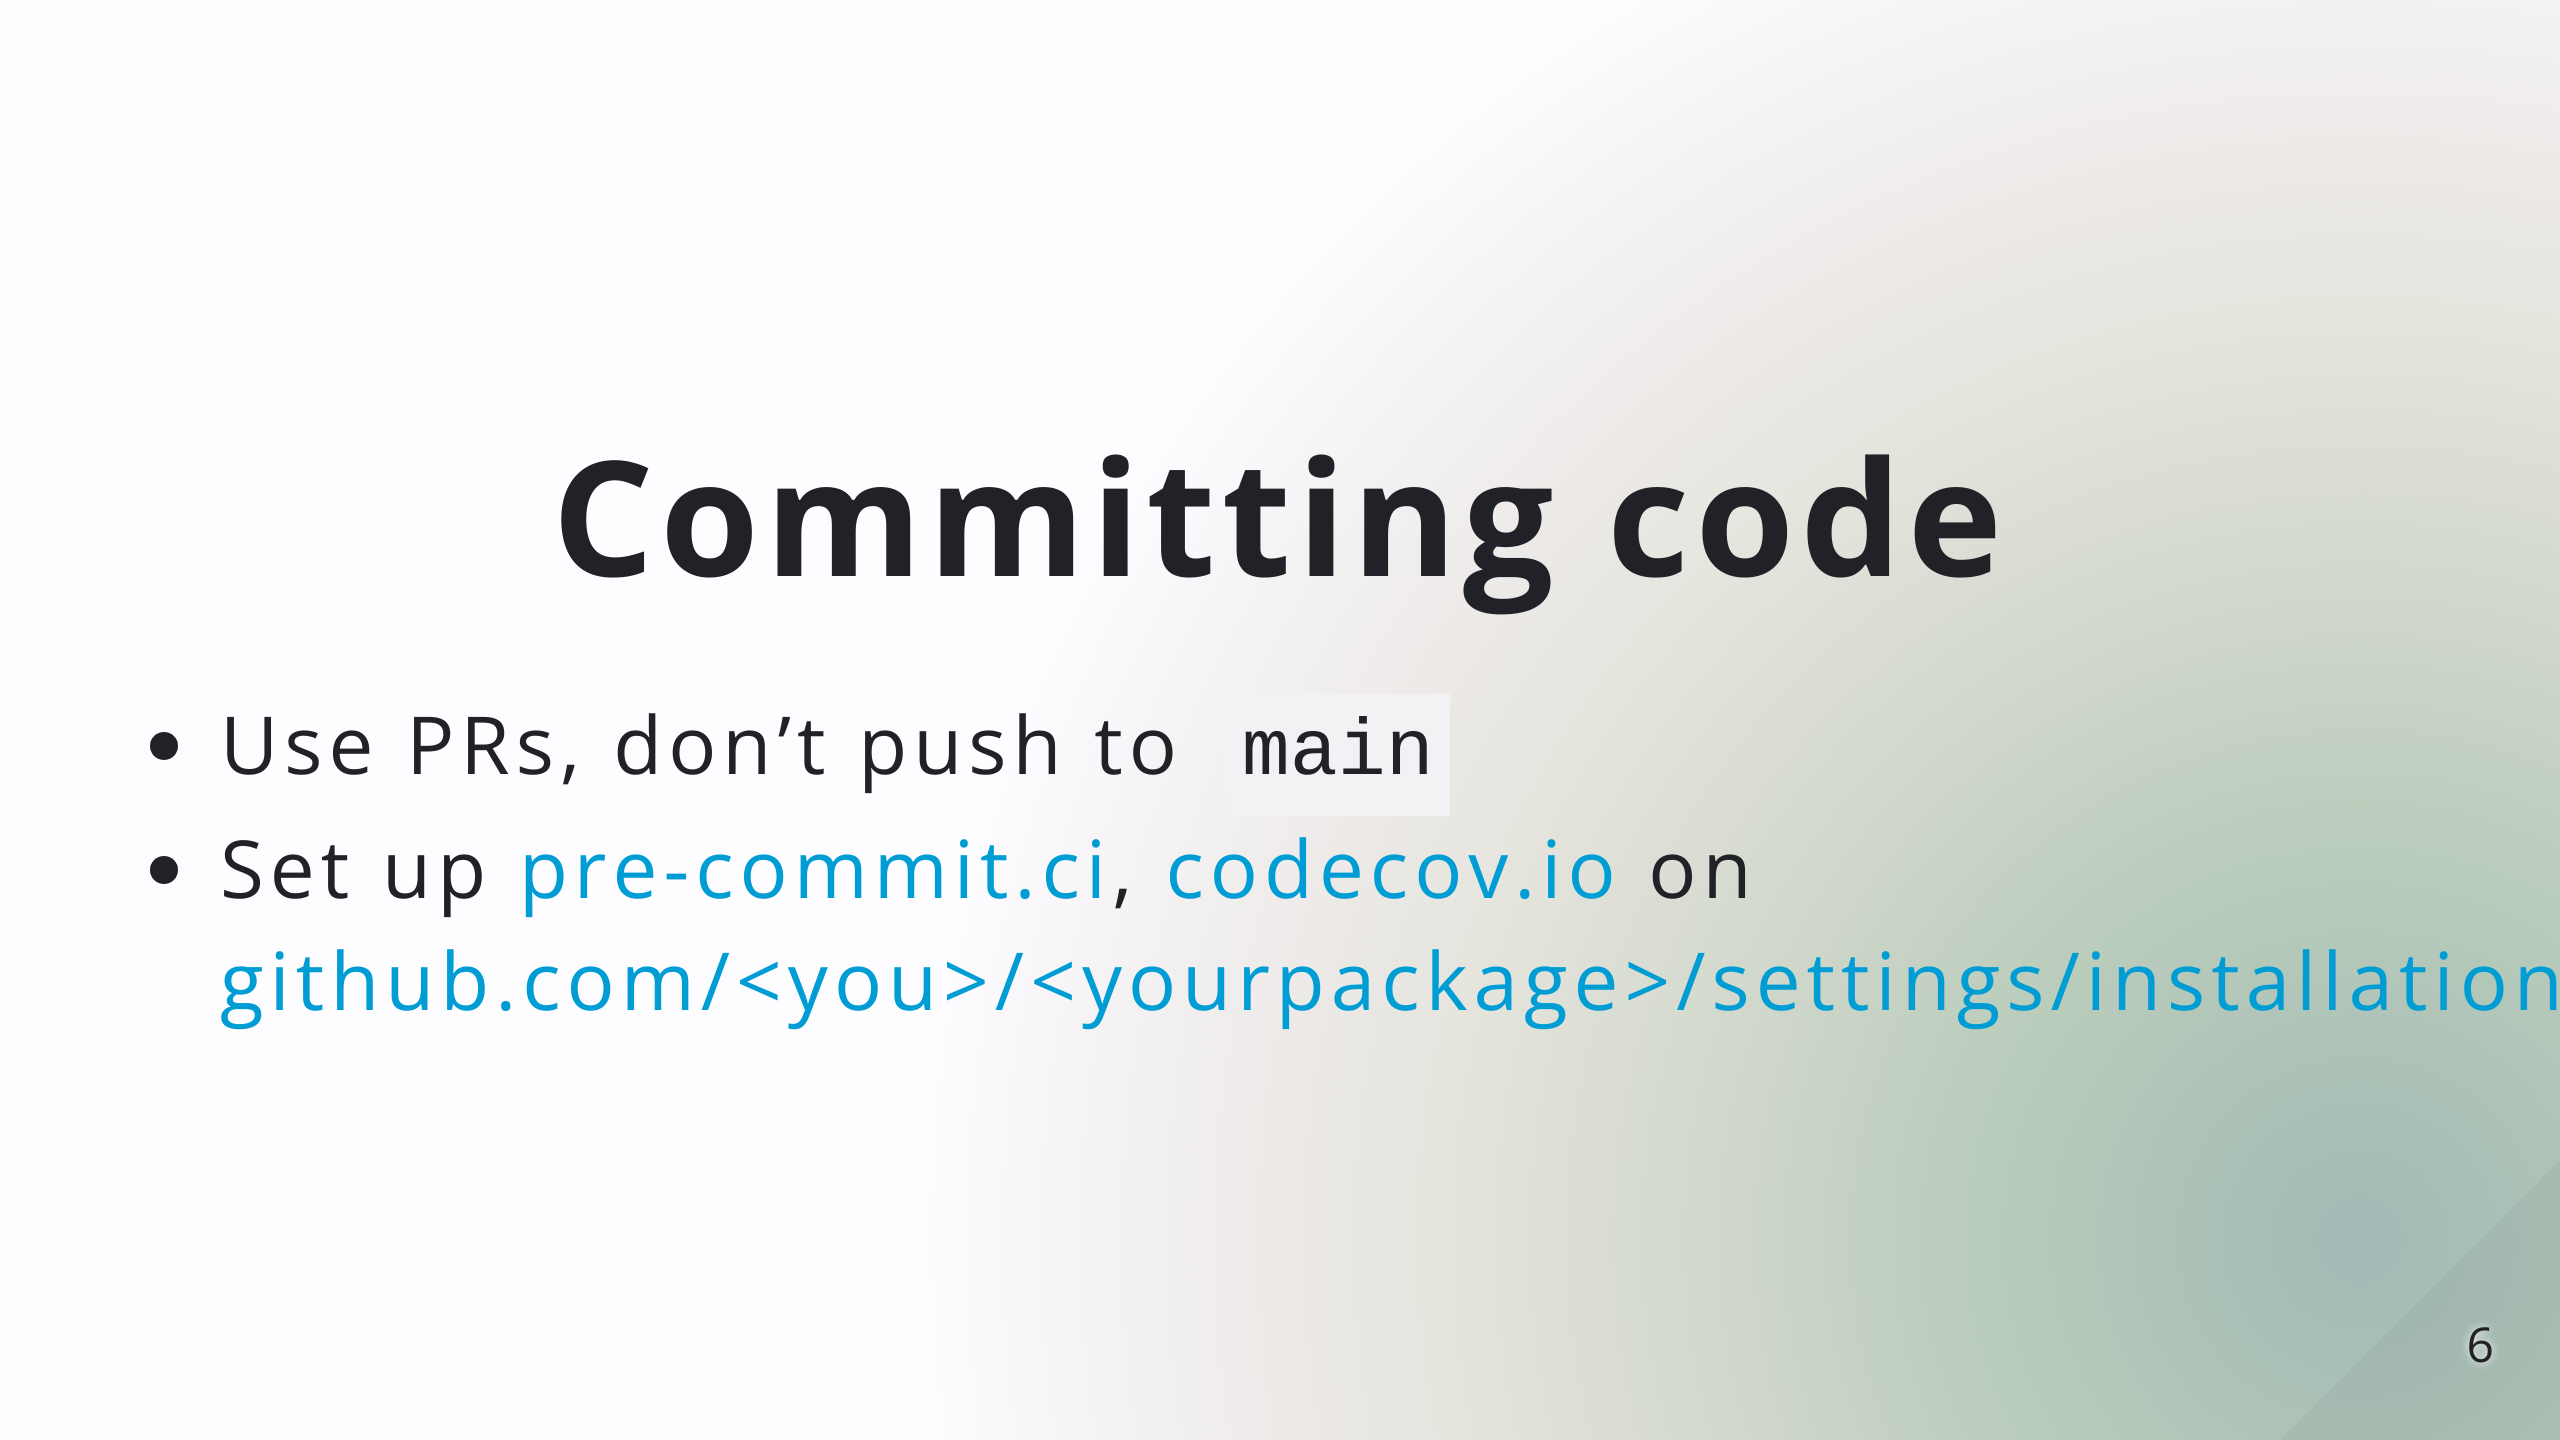 Committing code
Use PRs, don’t push to main
Set up pre-commit.ci, codecov.io on
github.com/<you>/<yourpackage>/settings/installation
6